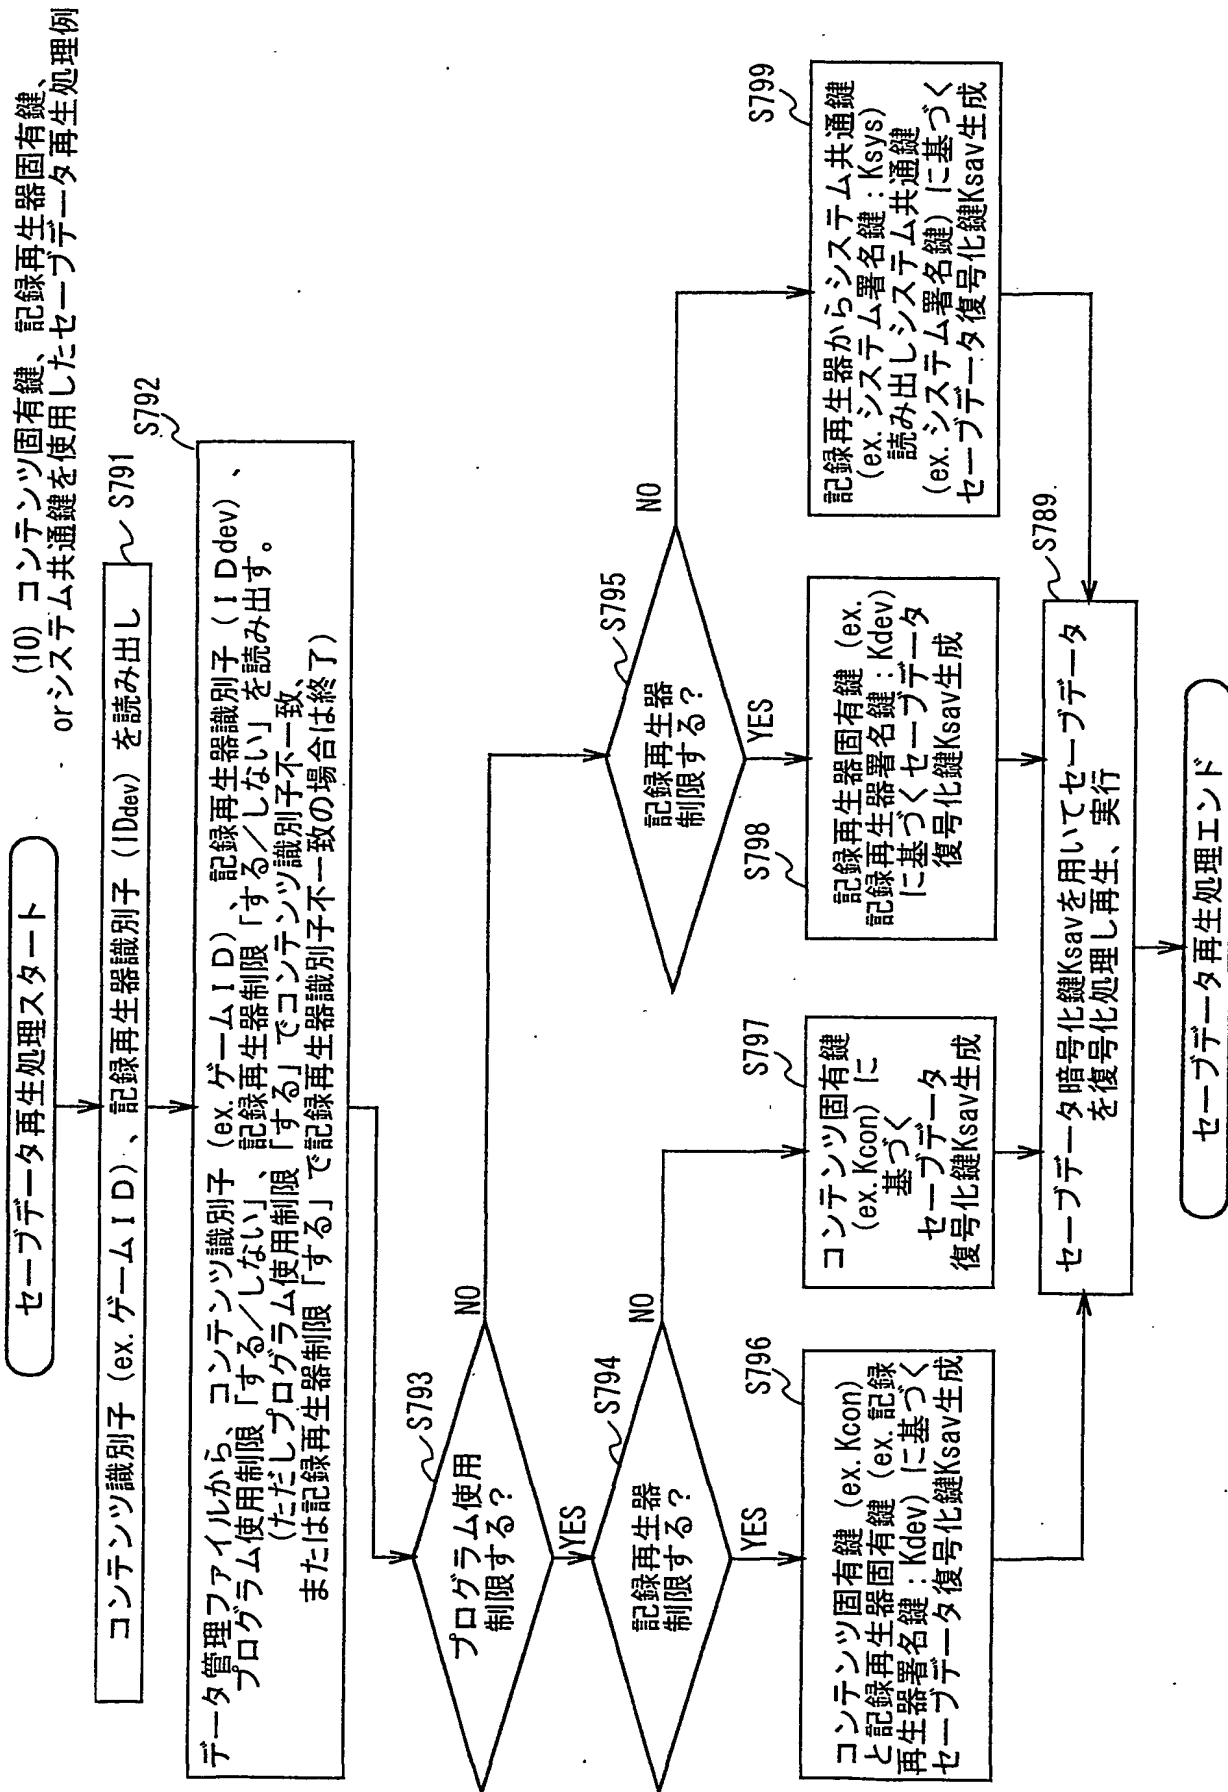 (10) コンテンツ固有鍵、記録再生器固有鍵、
orシステム共通鍵を使用したセーブデータ再生処理例
セーブデータ再生処理スタート
コンテンツ識別子 (ex.ゲームID)、記録再生器識別子 (IDdev) を読み出し
S791
S792
データ管理ファイルから、コンテンツ識別子 (ex.ゲームID)、記録再生器識別子 (IDdev)、
プログラム使用制限「する/しない」、記録再生器制限「する/しない」を読み出す。
(ただしプログラム使用制限「する」でコンテンツ識別子不一致、
または記録再生器制限「する」で記録再生器識別子不一致の場合は終了)
S793
プログラム使用
制限する?
NO
YES
S794
記録再生器
制限する?
NO
YES
S795
記録再生器
制限する?
NO
YES
S796
コンテンツ固有鍵 (ex.Kcon)
と記録再生器固有鍵 (ex.記録
再生器署名鍵:Kdev) に基づく
セーブデータ復号化鍵Ksav生成
S797
コンテンツ固有鍵
(ex.Kcon) に
基づく
セーブデータ
復号化鍵Ksav生成
S798
記録再生器固有鍵 (ex.
記録再生器署名鍵:Kdev)
に基づくセーブデータ
復号化鍵Ksav生成
S799
記録再生器からシステム共通鍵
(ex.システム署名鍵:Ksys)
読み出しシステム共通鍵
(ex.システム署名鍵) に基づく
セーブデータ復号化鍵Ksav生成
S789
セーブデータ暗号化鍵Ksavを用いてセーブデータ
を復号化処理し再生、実行
セーブデータ再生処理エンド